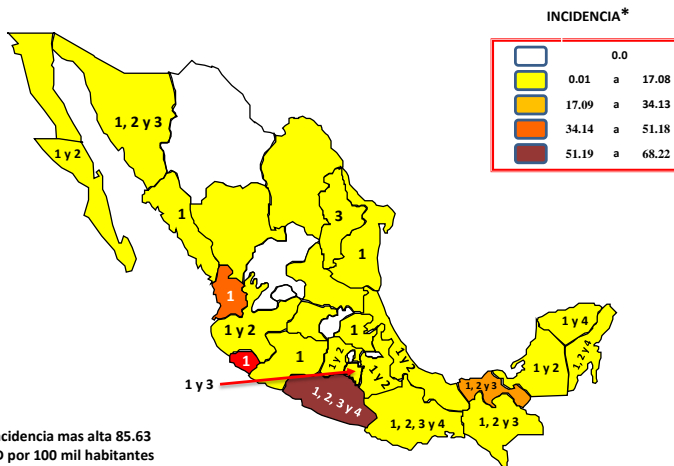 INCIDENCIA*
0.0
0.01 a 17.08
17.09 a 34.13
34.14 a 51.18
51.19 a 68.22
1, 2 y 3
1 y 2
1
3
1
1
1 y 2
1
1
1
1 y 2
1 y 2
1 y 2
1 y 3
1, 2, 3 y 4
1, 2, 3 y 4
1, 2 y 3
1, 2 y 3
1 y 4
1 y 2
1, 2 y 4
ncidencia mas alta 85.63
por 100 mil habitantes